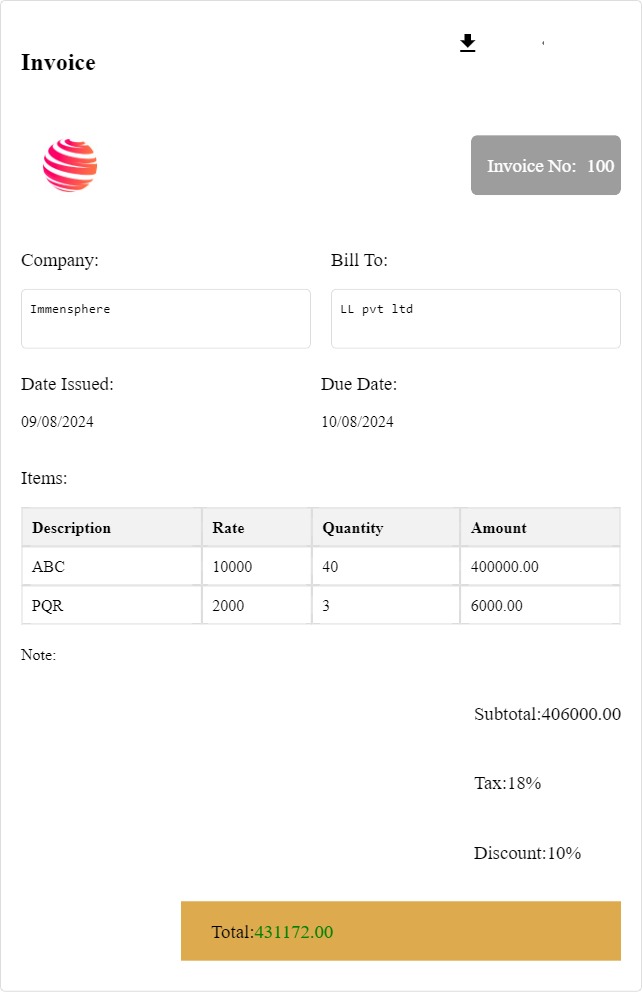 Invoice
Invoice No: 100
Company: Bill To:
Immensphere LL pvt ltd
Date Issued: Due Date:
09/08/2024 10/08/2024
Items:
Description Rate Quantity Amount
ABC 10000 40 400000.00
PQR 2000 3 6000.00
Note:
Subtotal:406000.00
Tax:18%
Discount:10%
Total:431172.00